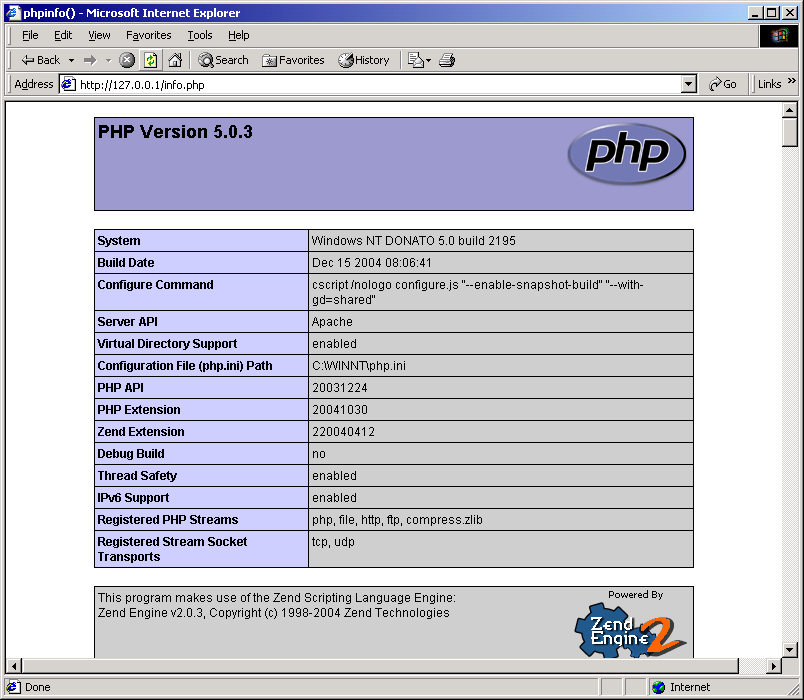 phpinfo() - Microsoft Internet Explorer
File Edit View Favorites Tools Help
Back Search Favorites History
Address http://127.0.0.1/info.php Go Links »
PHP Version 5.0.3
php
System Windows NT DONATO 5.0 build 2195
Build Date Dec 15 2004 08:06:41
Configure Command cscript /nologo configure.js "--enable-snapshot-build" "--with-
gd=shared"
Server API Apache
Virtual Directory Support enabled
Configuration File (php.ini) Path C:\WINNT\php.ini
PHP API 20031224
PHP Extension 20041030
Zend Extension 220040412
Debug Build no
Thread Safety enabled
IPv6 Support enabled
Registered PHP Streams php, file, http, ftp, compress.zlib
Registered Stream Socket tcp, udp
Transports
This program makes use of the Zend Scripting Language Engine:
Zend Engine v2.0.3, Copyright (c) 1998-2004 Zend Technologies
Powered By
Zend
Engine 2
Done Internet